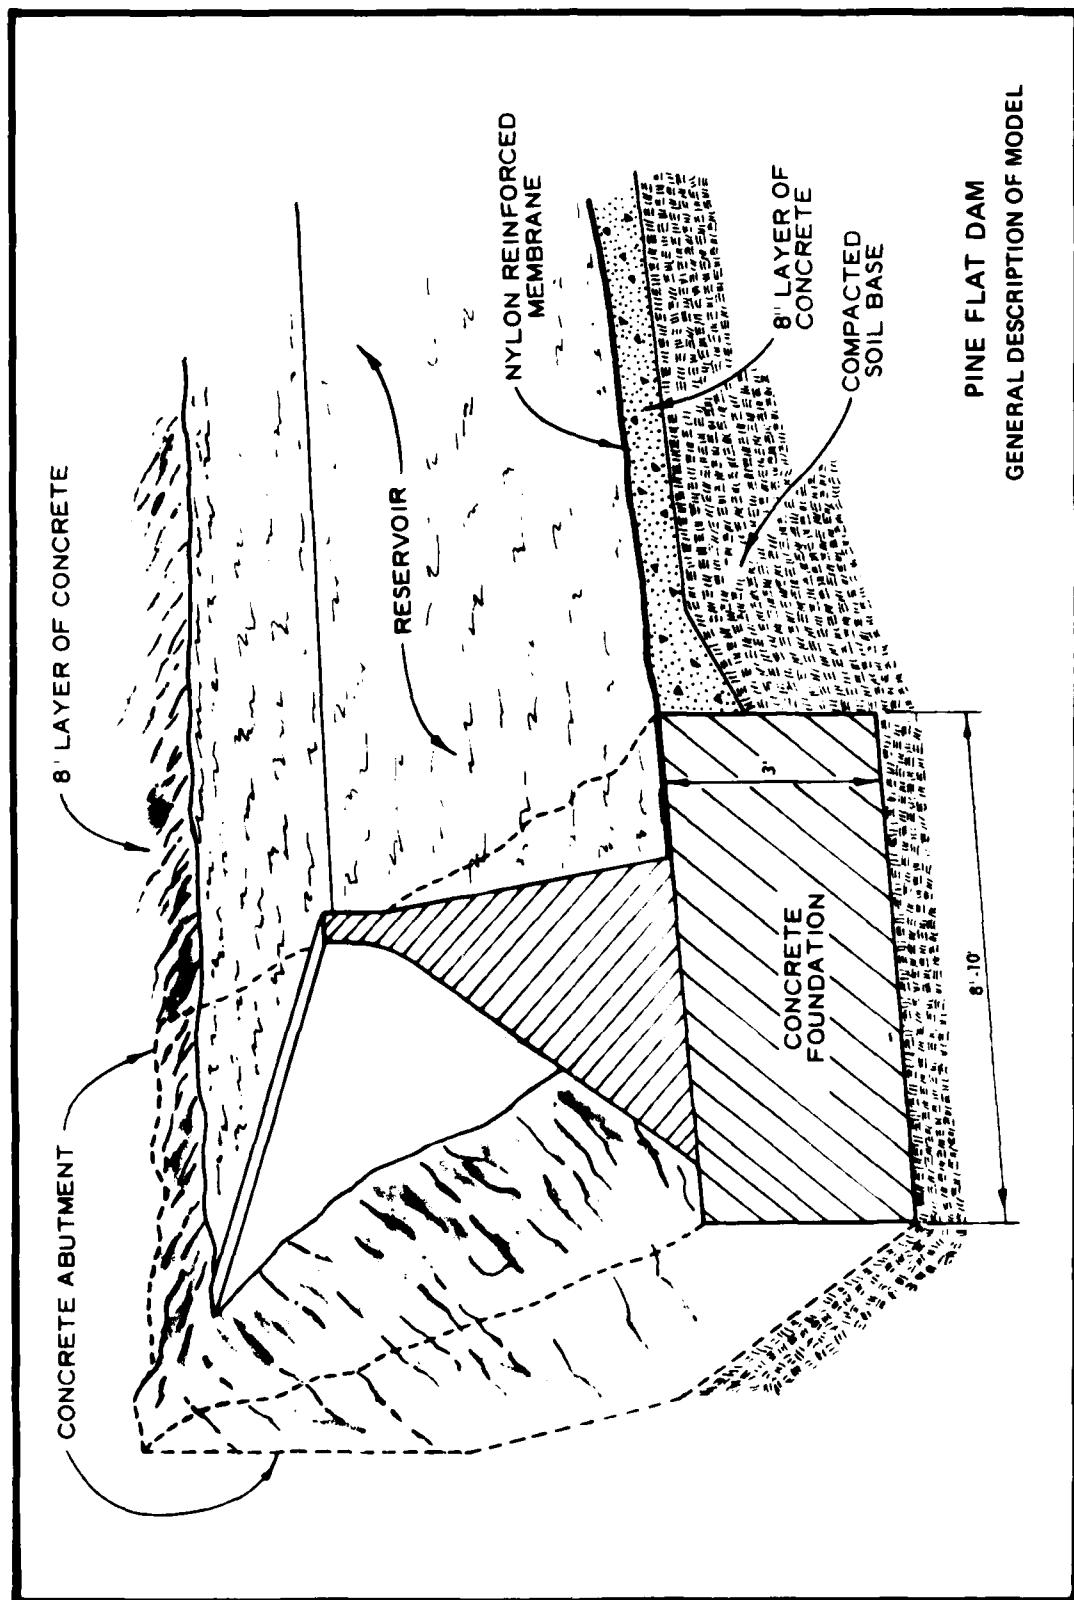 CONCRETE ABUTMENT
8' LAYER OF CONCRETE
RESERVOIR
NYLON REINFORCED
MEMBRANE
8" LAYER OF
CONCRETE
COMPACTED
SOIL BASE
3'
CONCRETE
FOUNDATION
8'-10"
PINE FLAT DAM
GENERAL DESCRIPTION OF MODEL